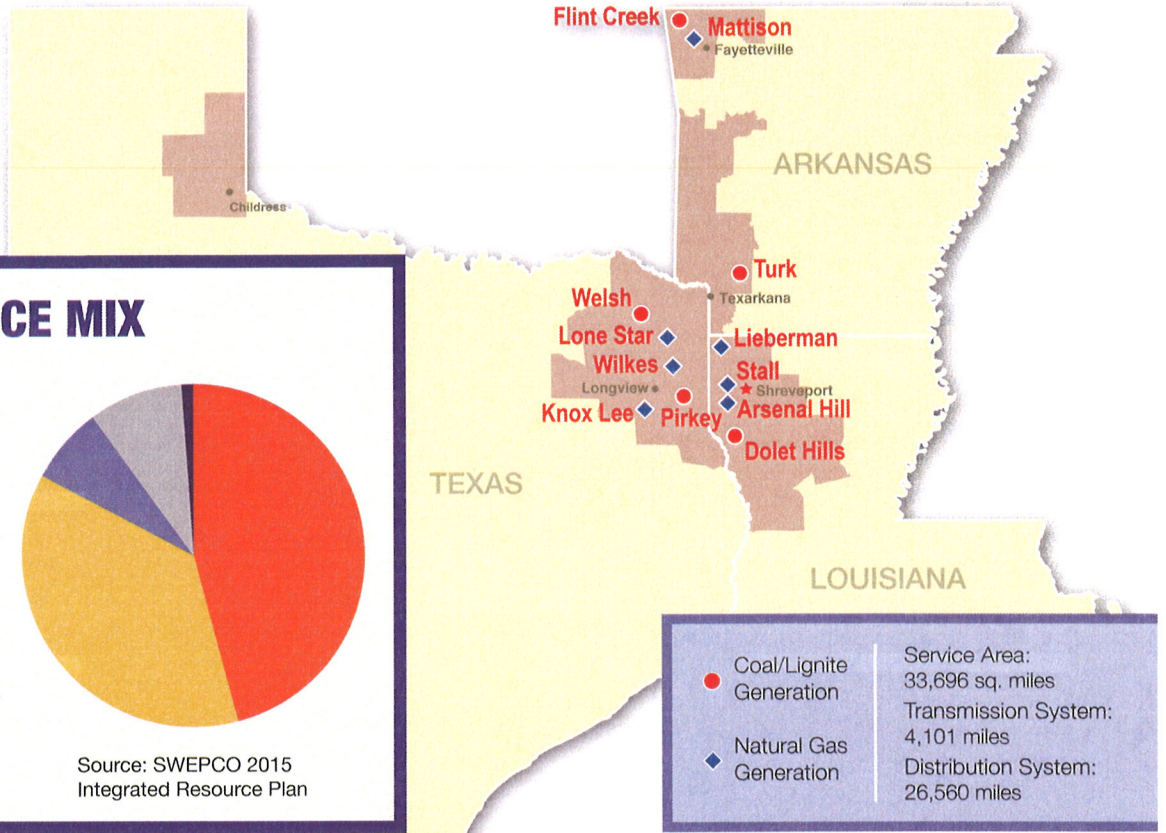 Flint Creek
Mattison
Fayetteville
ARKANSAS
Childress
Turk
Texarkana
Welsh
Lone Star
Lieberman
Wilkes
Stall
Longview
Shreveport
Knox Lee
Pirkey
Arsenal Hill
Dolet Hills
TEXAS
LOUISIANA
CE MIX
Source: SWEPCO 2015
Integrated Resource Plan
Coal/Lignite
Generation
Natural Gas
Generation
Service Area:
33,696 sq. miles
Transmission System:
4,101 miles
Distribution System:
26,560 miles